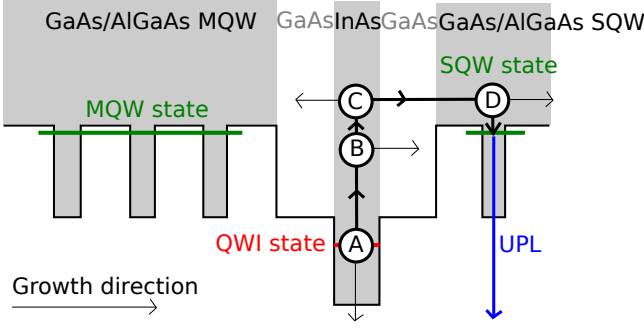 GaAs/AlGaAs MQW GaAs InAs GaAs GaAs/AlGaAs SQW
SQW state
MQW state
C
D
B
QWI state A UPL
Growth direction